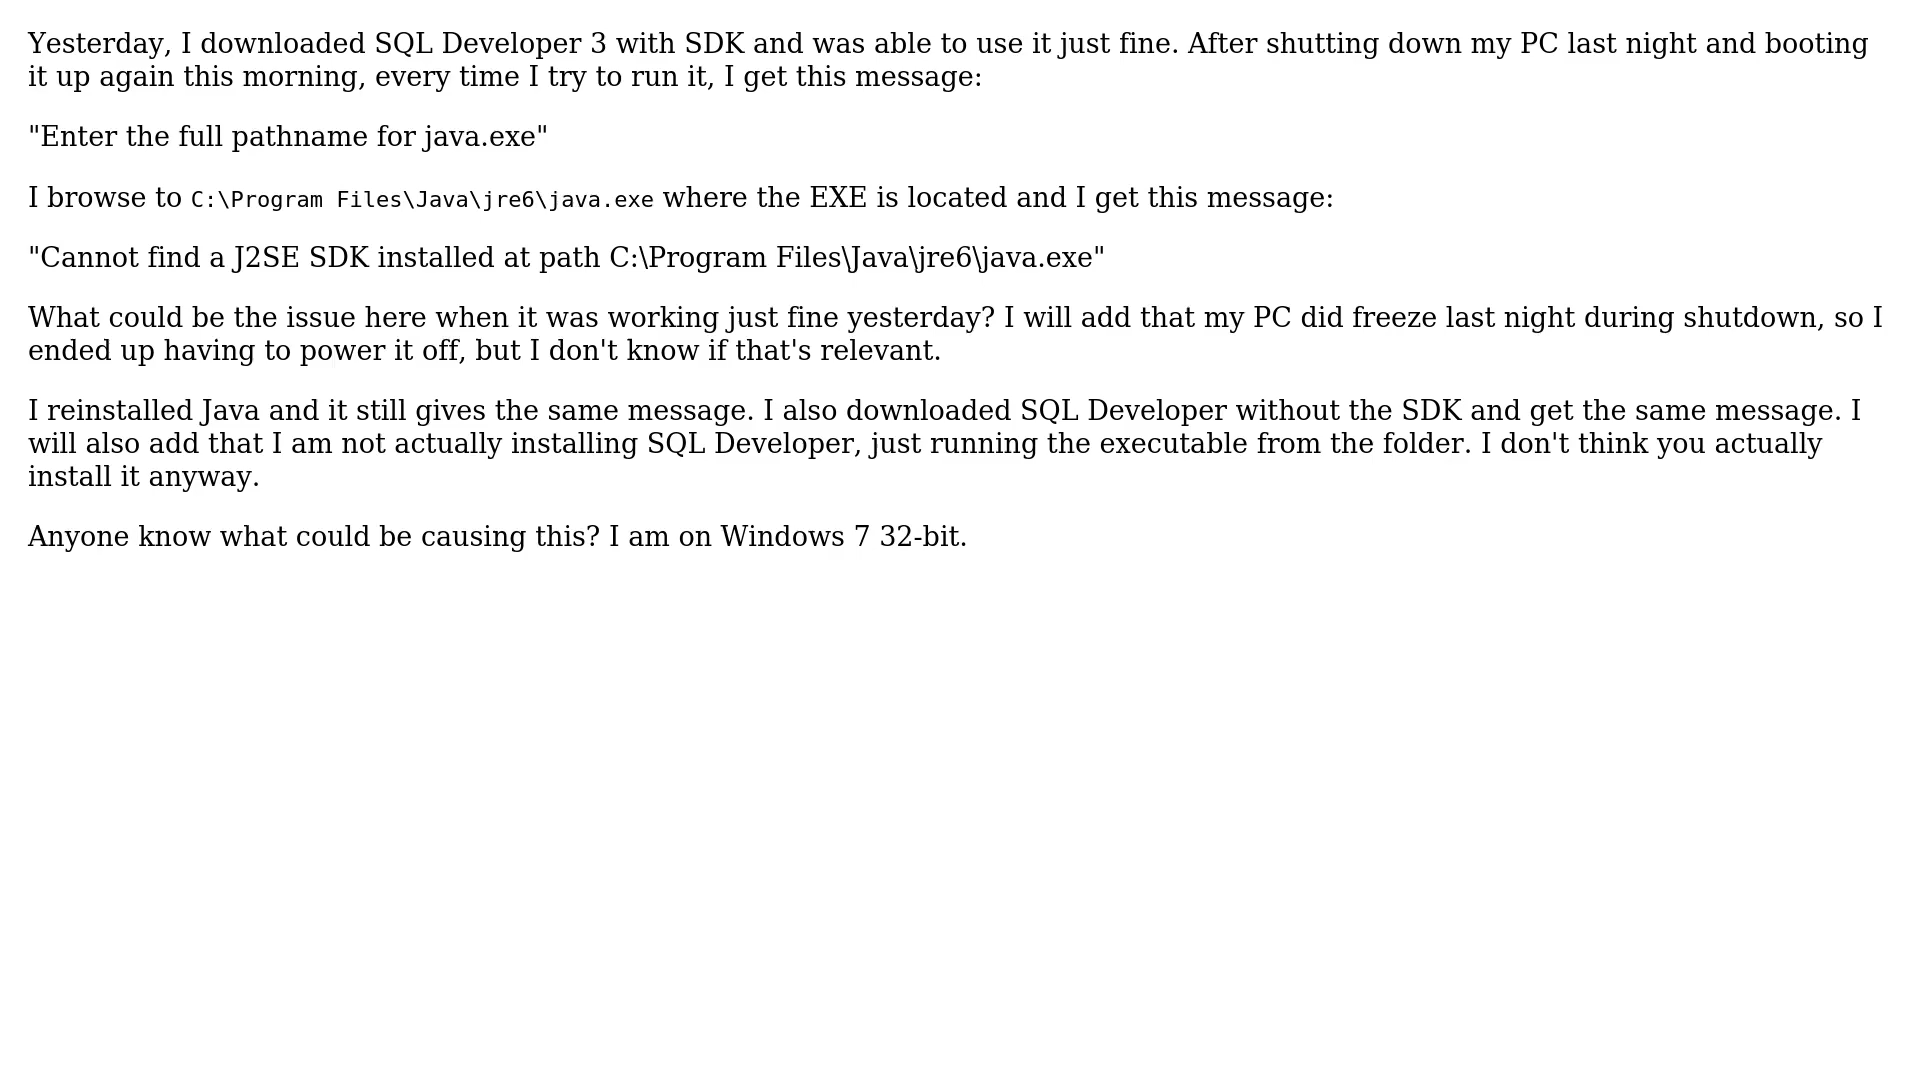 Yesterday, I downloaded SQL Developer 3 with SDK and was able to use it just fine. After shutting down my PC last night and booting
it up again this morning, every time I try to run it, I get this message:
"Enter the full pathname for java.exe"
I browse to C:\Program Files\Java\jre6\java.exe where the EXE is located and I get this message:
"Cannot find a J2SE SDK installed at path C:\Program Files\Java\jre6\java.exe"
What could be the issue here when it was working just fine yesterday? I will add that my PC did freeze last night during shutdown, so I
ended up having to power it off, but I don't know if that's relevant.
I reinstalled Java and it still gives the same message. I also downloaded SQL Developer without the SDK and get the same message. I
will also add that I am not actually installing SQL Developer, just running the executable from the folder. I don't think you actually
install it anyway.
Anyone know what could be causing this? I am on Windows 7 32-bit.